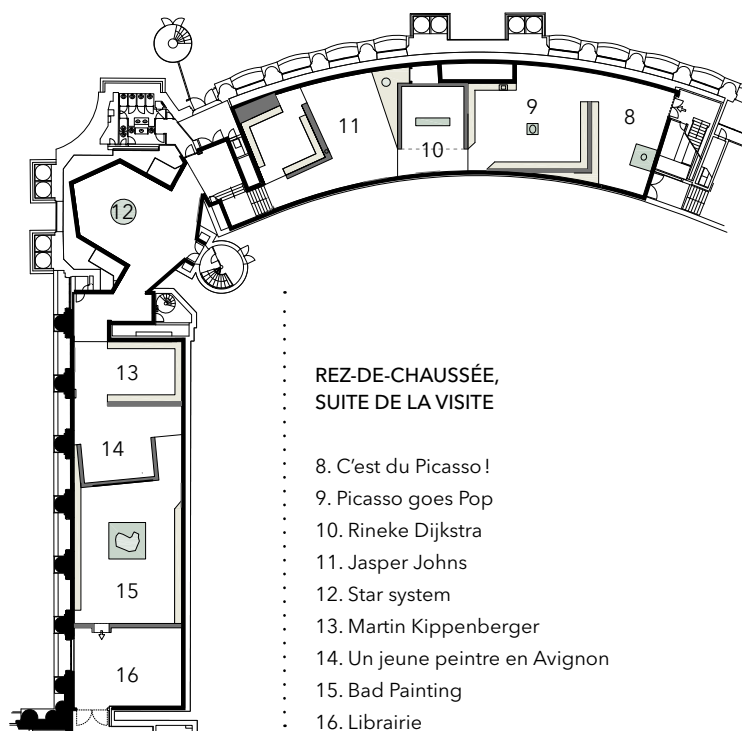 11
10
9
8
12
13
14
15
16
REZ-DE-CHAUSSÉE,
SUITE DE LA VISITE
8. C’est du Picasso !
9. Picasso goes Pop
10. Rineke Dijkstra
11. Jasper Johns
12. Star system
13. Martin Kippenberger
14. Un jeune peintre en Avignon
15. Bad Painting
16. Librairie